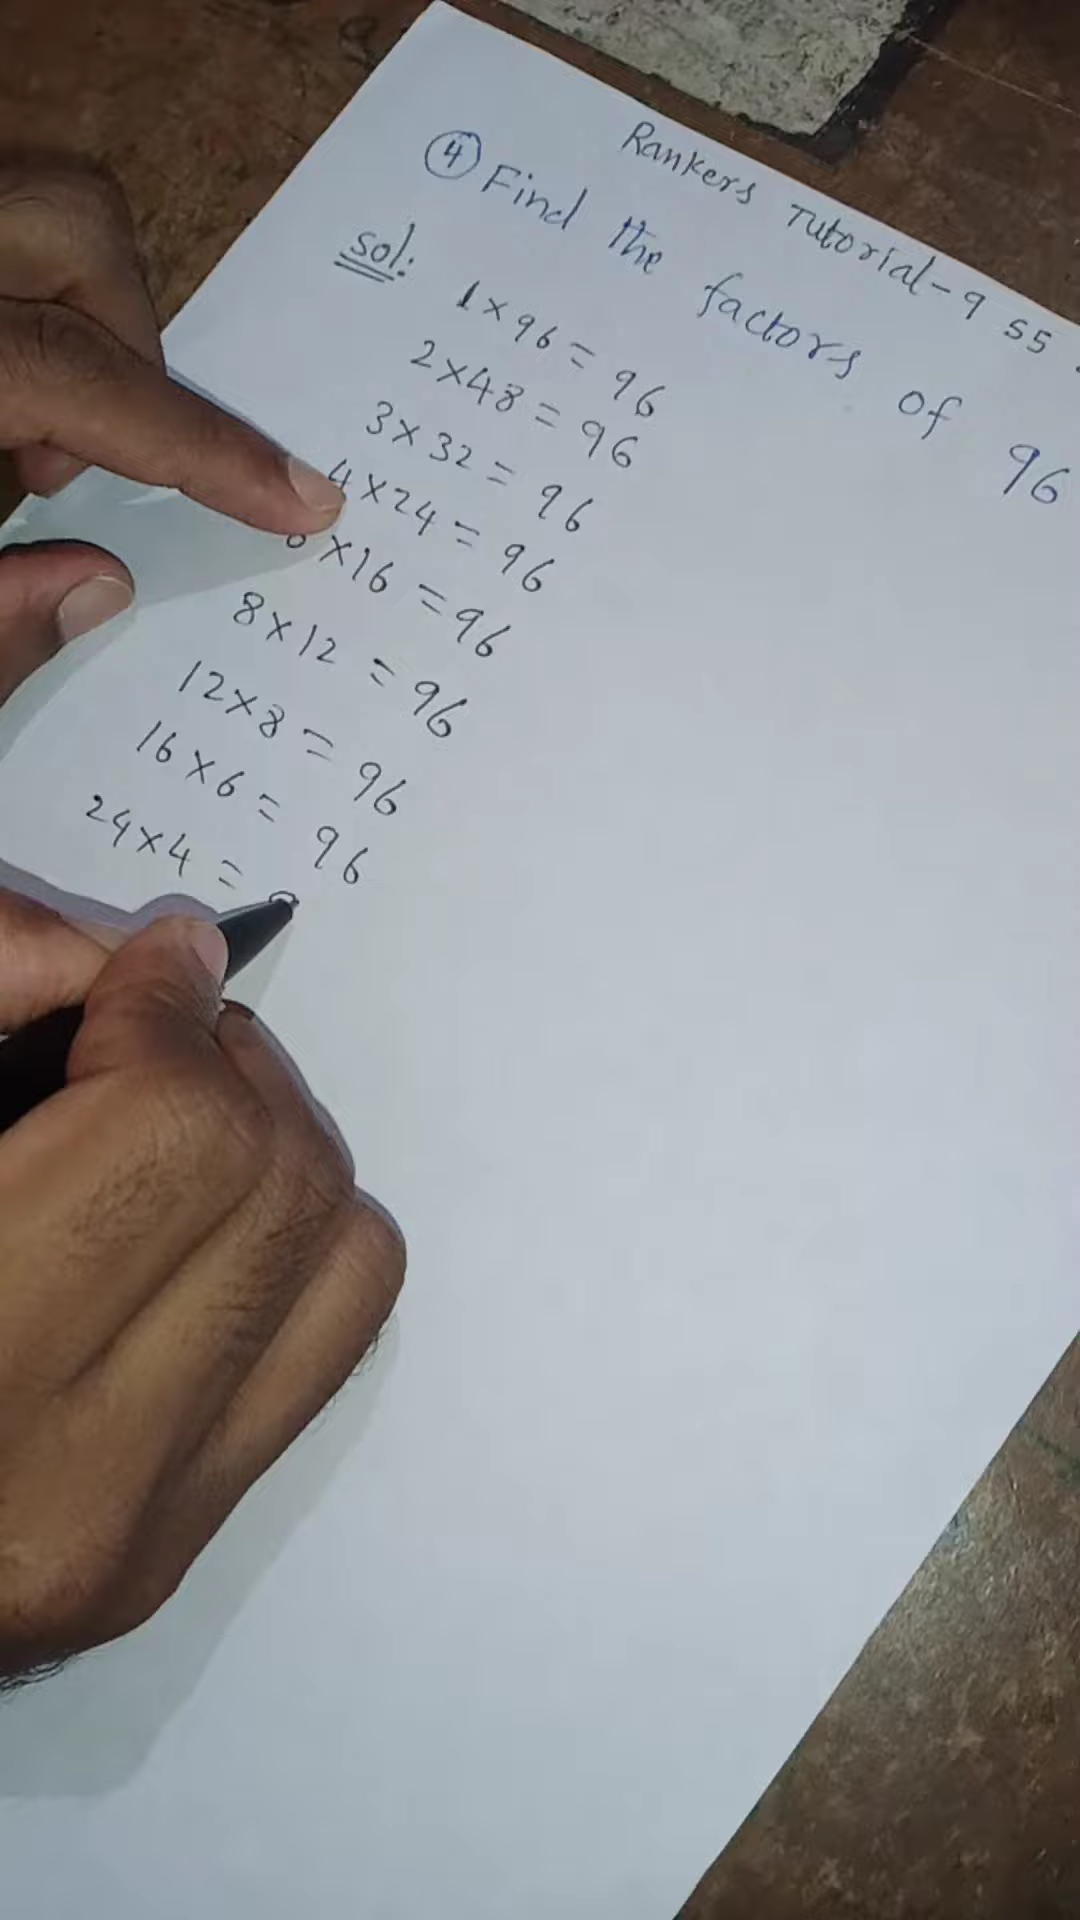 Rankers Tutorial-9 55
④ Find the factors of 96
Sol:
1×96 = 96
2×48 = 96
3×32 = 96
4×24 = 96
6×16 = 96
8×12 = 96
12×8 = 96
16×6 = 96
24×4 =